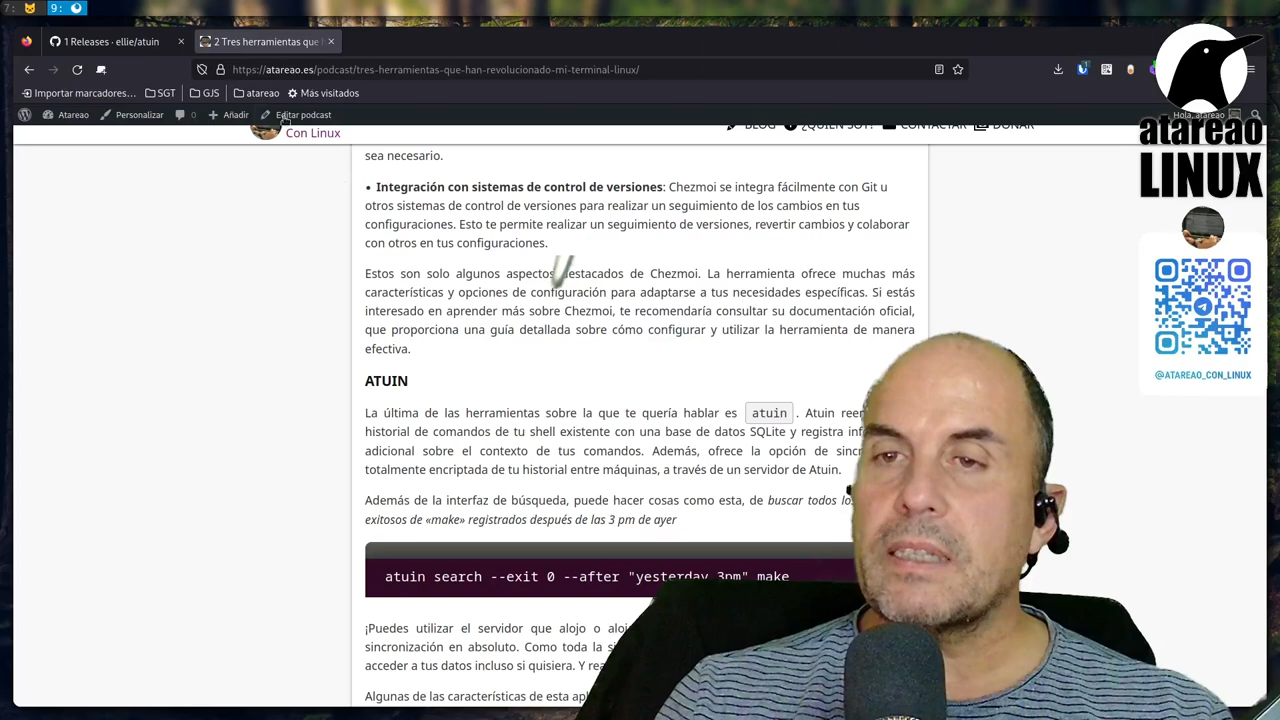 7: 9:
1 Releases · ellie/atuin
2 Tres herramientas que h
https://atareao.es/podcast/tres-herramientas-que-han-revolucionado-mi-terminal-linux/
Importar marcadores… SGT GJS atareao Más visitados
Atareao Personalizar 0 Añadir Editar podcast Hola, atareao
Con Linux BLOG ¿QUIÉN SOY? CONTACTAR DONAR
sea necesario.
• Integración con sistemas de control de versiones: Chezmoi se integra fácilmente con Git u
otros sistemas de control de versiones para realizar un seguimiento de los cambios en tus
configuraciones. Esto te permite realizar un seguimiento de versiones, revertir cambios y colaborar
con otros en tus configuraciones.
Estos son solo algunos aspectos destacados de Chezmoi. La herramienta ofrece muchas más
características y opciones de configuración para adaptarse a tus necesidades específicas. Si estás
interesado en aprender más sobre Chezmoi, te recomendaría consultar su documentación oficial,
que proporciona una guía detallada sobre cómo configurar y utilizar la herramienta de manera
efectiva.
ATUIN
La última de las herramientas sobre la que te quería hablar es atuin. Atuin reem
historial de comandos de tu shell existente con una base de datos SQLite y registra inf
adicional sobre el contexto de tus comandos. Además, ofrece la opción de sincr
totalmente encriptada de tu historial entre máquinas, a través de un servidor de Atuin.
Además de la interfaz de búsqueda, puede hacer cosas como esta, de buscar todos lo
exitosos de «make» registrados después de las 3 pm de ayer
atuin search --exit 0 --after "yesterday 3pm" make
¡Puedes utilizar el servidor que alojo o aloj
sincronización en absoluto. Como toda la si
acceder a tus datos incluso si quisiera. Y rea
Algunas de las características de esta apl
atareao
LINUX
@ATAREAO_CON_LINUX